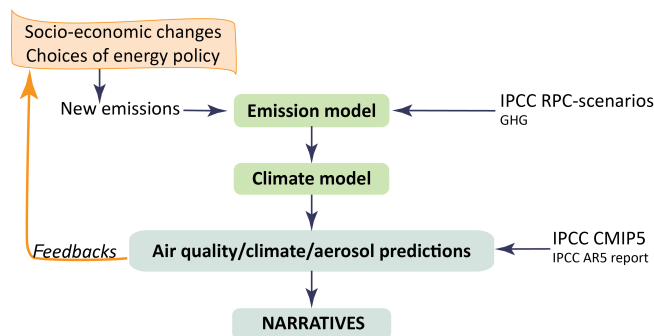 Socio-economic changes
Choices of energy policy
New emissions
Emission model
IPCC RPC-scenarios
GHG
Climate model
Feedbacks
Air quality/climate/aerosol predictions
IPCC CMIP5
IPCC AR5 report
NARRATIVES